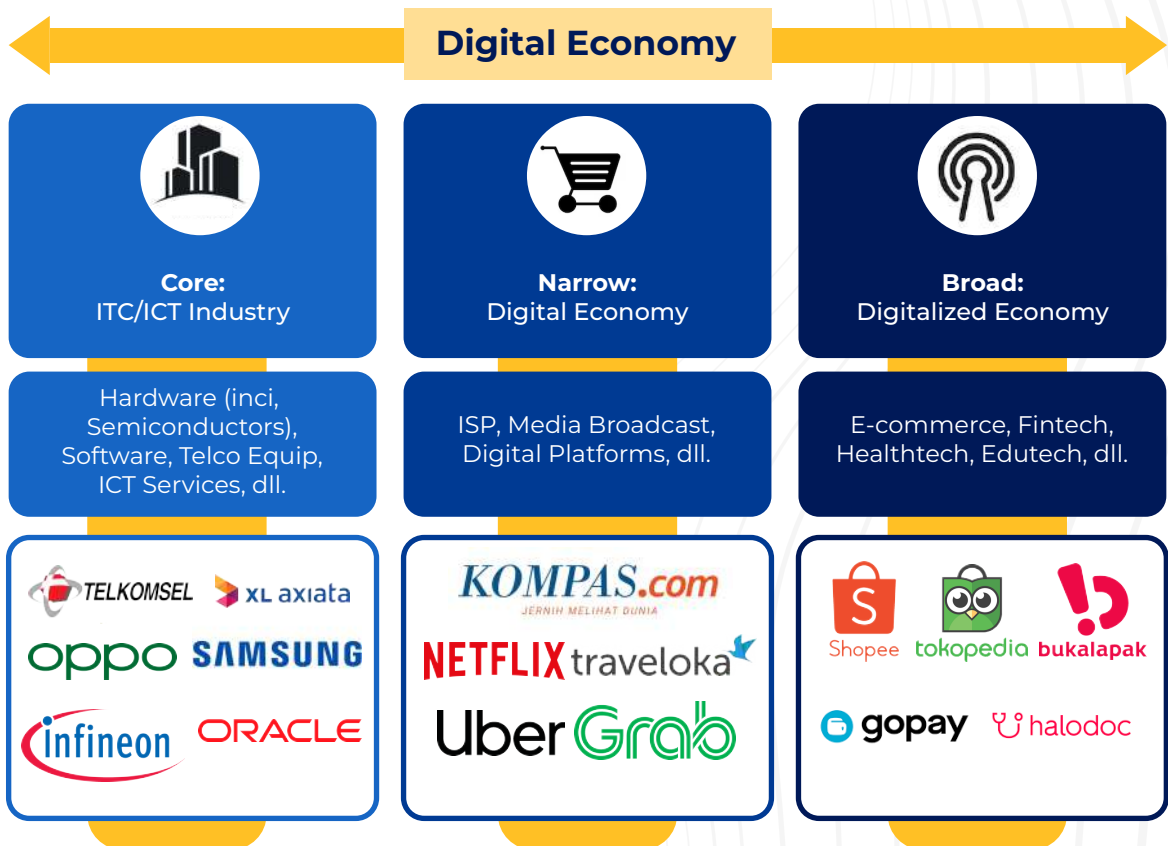 Digital Economy
Core:
ITC/ICT Industry
Hardware (inci,
Semiconductors),
Software, Telco Equip,
ICT Services, dll.
TELKOMSEL
XL axiata
oppo
SAMSUNG
infineon
ORACLE
Narrow:
Digital Economy
ISP, Media Broadcast,
Digital Platforms, dll.
KOMPAS.com
JERNIH MELIHAT DUNIA
NETFLIX
traveloka
Uber
Grab
Broad:
Digitalized Economy
E-commerce, Fintech,
Healthtech, Edutech, dll.
S
Shopee
tokopedia
bukalapak
gopay
halodoc